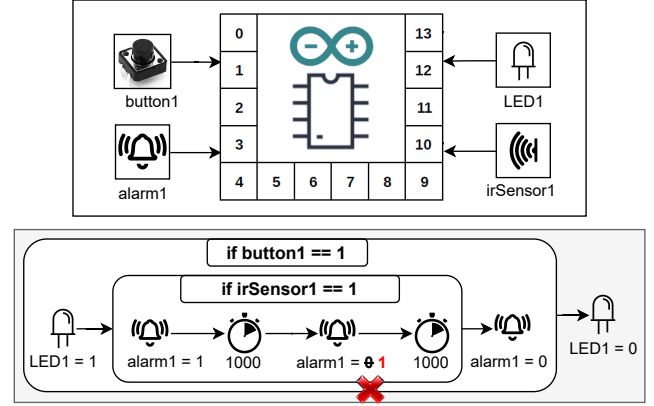 0 13
1 12
2 11
3 10
4 5 6 7 8 9
button1
LED1
alarm1
irSensor1
if button1 == 1
if irSensor1 == 1
LED1 = 1
alarm1 = 1
1000
alarm1 = 0 1
1000
alarm1 = 0
LED1 = 0